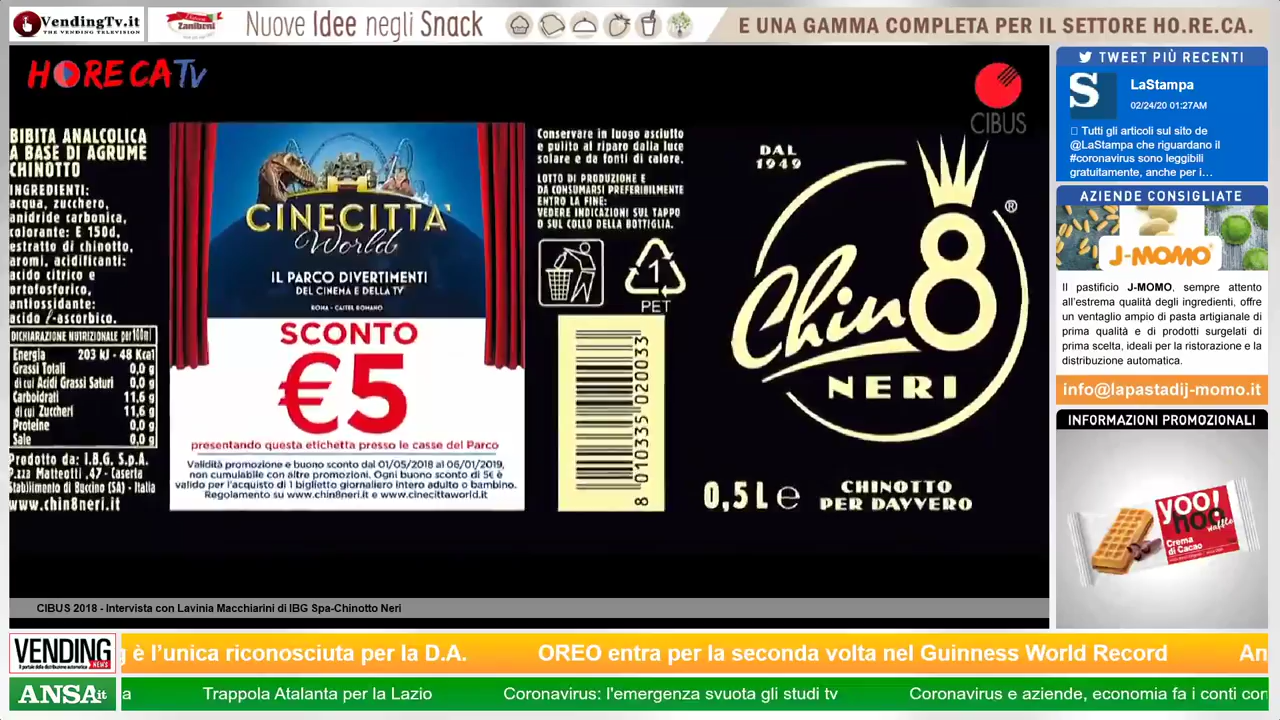 VendingTv.it
THE VENDING TELEVISION
Zaniboni
Nuove Idee negli Snack
E UNA GAMMA COMPLETA PER IL SETTORE HO.RE.CA.
HORECATv
CIBUS
BIBITA ANALCOLICA
A BASE DI AGRUME
CHINOTTO
INGREDIENTI:
acqua, zucchero,
anidride carbonica,
colorante: E 150d,
estratto di chinotto,
aromi, acidificanti:
acido citrico e
ortofosforico,
antiossidante:
acido l-ascorbico.
DICHIARAZIONE NUTRIZIONALE per100ml
Energia 203 kJ - 48 Kcal
Grassi Totali 0,0 g
di cui Acidi Grassi Saturi 0,0 g
Carboidrati 11,6 g
di cui Zuccheri 11,6 g
Proteine 0,0 g
Sale 0,0 g
Prodotto da: I.B.G. S.p.A.
P.zza Matteotti ,47 - Caserta
Stabilimento di Buccino (SA) - Italia
www.chin8neri.it
CINECITTA'
World
IL PARCO DIVERTIMENTI
DEL CINEMA E DELLA TV
ROMA - CASTEL ROMANO
SCONTO
€5
presentando questa etichetta presso le casse del Parco
Validità promozione e buono sconto dal 01/05/2018 al 06/01/2019,
non cumulabile con altre promozioni. Ogni buono sconto di 5€ è
valido per l'acquisto di 1 biglietto giornaliero intero adulto o bambino.
Regolamento su www.chin8neri.it e www.cinecittaworld.it
Conservare in luogo asciutto
e pulito al riparo dalla luce
solare e da fonti di calore.
LOTTO DI PRODUZIONE E
DA CONSUMARSI PREFERIBILMENTE
ENTRO LA FINE:
VEDERE INDICAZIONI SUL TAPPO
O SUL COLLO DELLA BOTTIGLIA.
1
PET
8 010335 020033
DAL
1949
®
Chin8
NERI
0,5 L e
CHINOTTO
PER DAVVERO
CIBUS 2018 - Intervista con Lavinia Macchiarini di IBG Spa-Chinotto Neri
TWEET PIÙ RECENTI
S
LaStampa
02/24/20 01:27AM
Tutti gli articoli sul sito de
@LaStampa che riguardano il
#coronavirus sono leggibili
gratuitamente, anche per i…
AZIENDE CONSIGLIATE
J-MOMO
Il pastificio J-MOMO, sempre attento
all'estrema qualità degli ingredienti, offre
un ventaglio ampio di pasta artigianale di
prima qualità e di prodotti surgelati di
prima scelta, ideali per la ristorazione e la
distribuzione automatica.
info@lapastadij-momo.it
INFORMAZIONI PROMOZIONALI
yoo!
hoo
waffle
Crema
di Cacao
VENDING
NEWS
Il portale della distribuzione automatica
g è l'unica riconosciuta per la D.A. OREO entra per la seconda volta nel Guinness World Record An
ANSAit
a Trappola Atalanta per la Lazio Coronavirus: l'emergenza svuota gli studi tv Coronavirus e aziende, economia fa i conti con